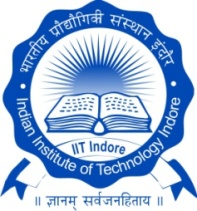 भारतीय प्रौद्योगिकी संस्थान इंदौर
Indian Institute of Technology Indore
IIT Indore
॥ ज्ञानम् सर्वजनहिताय ॥